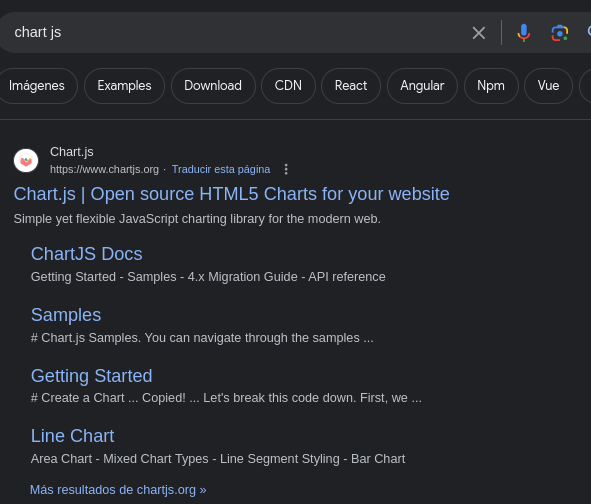 chart js
Imágenes Examples Download CDN React Angular Npm Vue
Chart.js
https://www.chartjs.org · Traducir esta página
Chart.js | Open source HTML5 Charts for your website
Simple yet flexible JavaScript charting library for the modern web.
ChartJS Docs
Getting Started - Samples - 4.x Migration Guide - API reference
Samples
# Chart.js Samples. You can navigate through the samples ...
Getting Started
# Create a Chart ... Copied! ... Let's break this code down. First, we ...
Line Chart
Area Chart - Mixed Chart Types - Line Segment Styling - Bar Chart
Más resultados de chartjs.org »